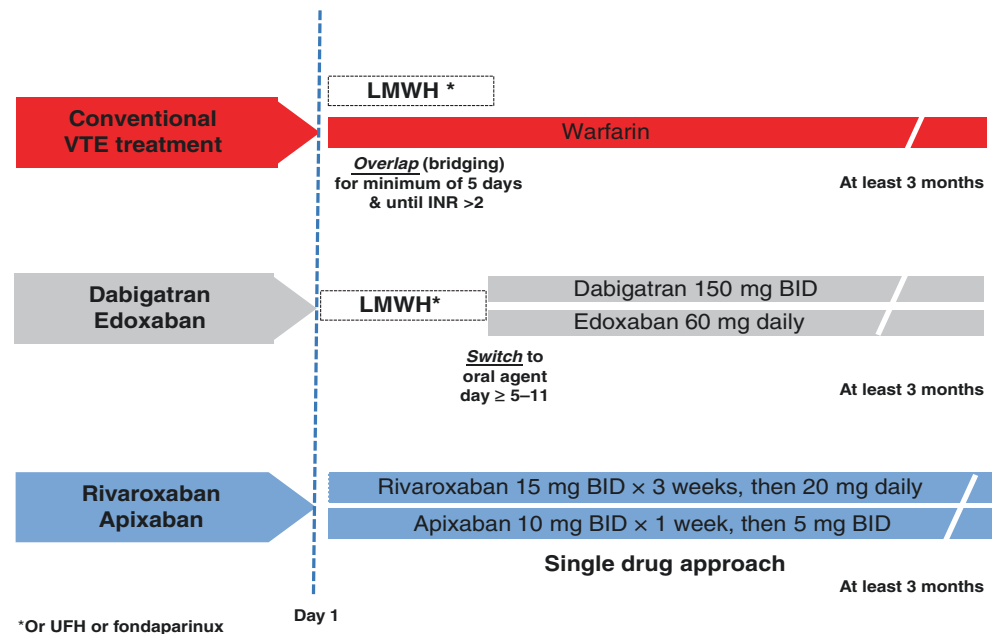 LMWH *
Conventional
VTE treatment
Warfarin
Overlap (bridging)
for minimum of 5 days
& until INR >2
At least 3 months
Dabigatran
Edoxaban
LMWH*
Dabigatran 150 mg BID
Edoxaban 60 mg daily
Switch to
oral agent
day ≥ 5–11
At least 3 months
Rivaroxaban
Apixaban
Rivaroxaban 15 mg BID × 3 weeks, then 20 mg daily
Apixaban 10 mg BID × 1 week, then 5 mg BID
Single drug approach
At least 3 months
Day 1
*Or UFH or fondaparinux